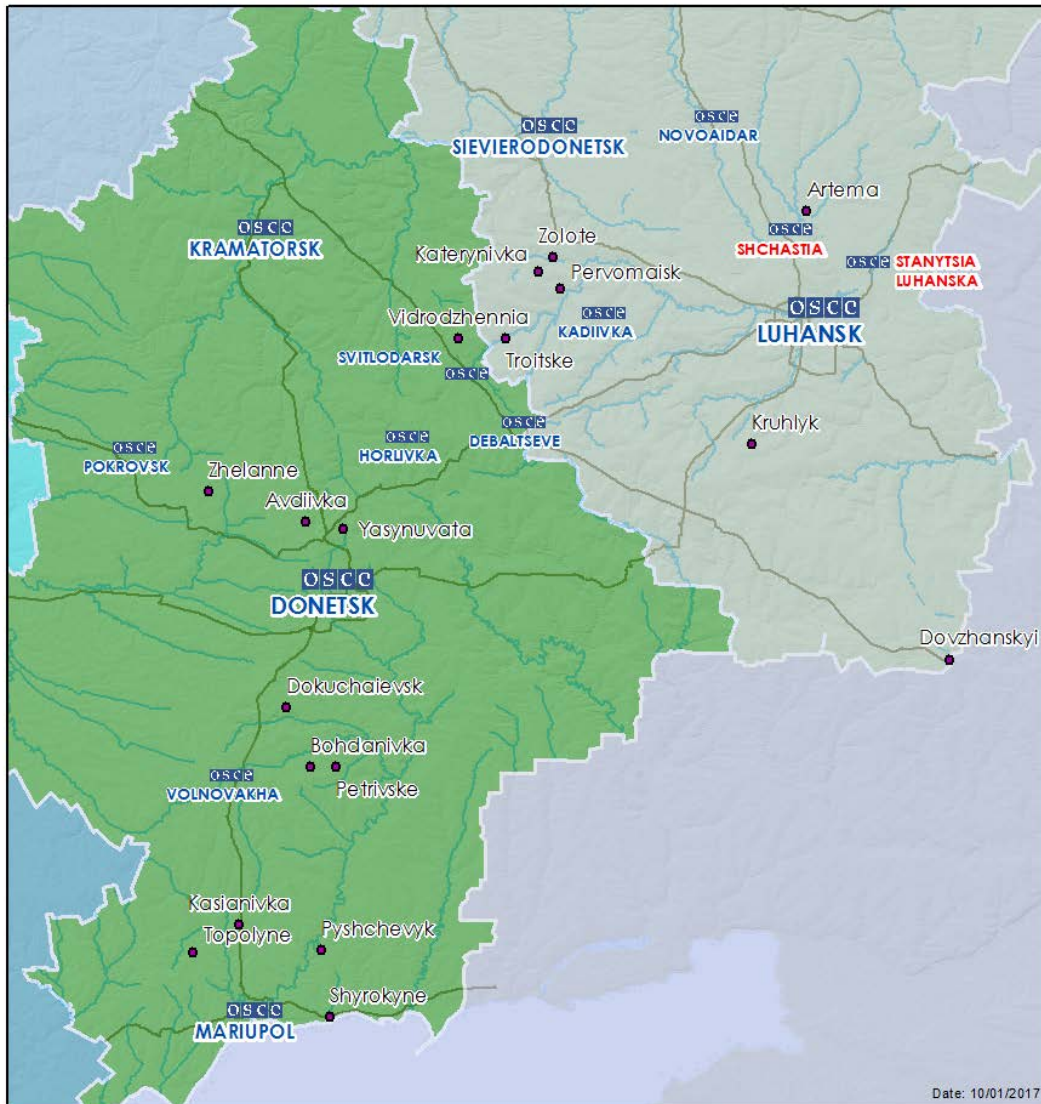 OSCE
SIEVIERODONETSK
OSCE
NOVOAIDAR
Artema
OSCE
KRAMATORSK
OSCE
SHCHASTIA
Zolote
Katerynivka
Pervomaisk
OSCE
STANYTSIA
LUHANSKA
OSCE
LUHANSK
OSCE
KADIIVKA
Vidrodzhennia
SVITLODARSK
OSCE
Troitske
OSCE
DEBALTSEVE
OSCE
HORLIVKA
Kruhlyk
OSCE
POKROVSK
Zhelanne
Avdiivka
Yasynuvata
OSCE
DONETSK
Dovzhanskyi
Dokuchaievsk
Bohdanivka
Petrivske
OSCE
VOLNOVAKHA
Kasianivka
Topolyne
Pyshchevyk
Shyrokyne
OSCE
MARIUPOL
Date: 10/01/2017